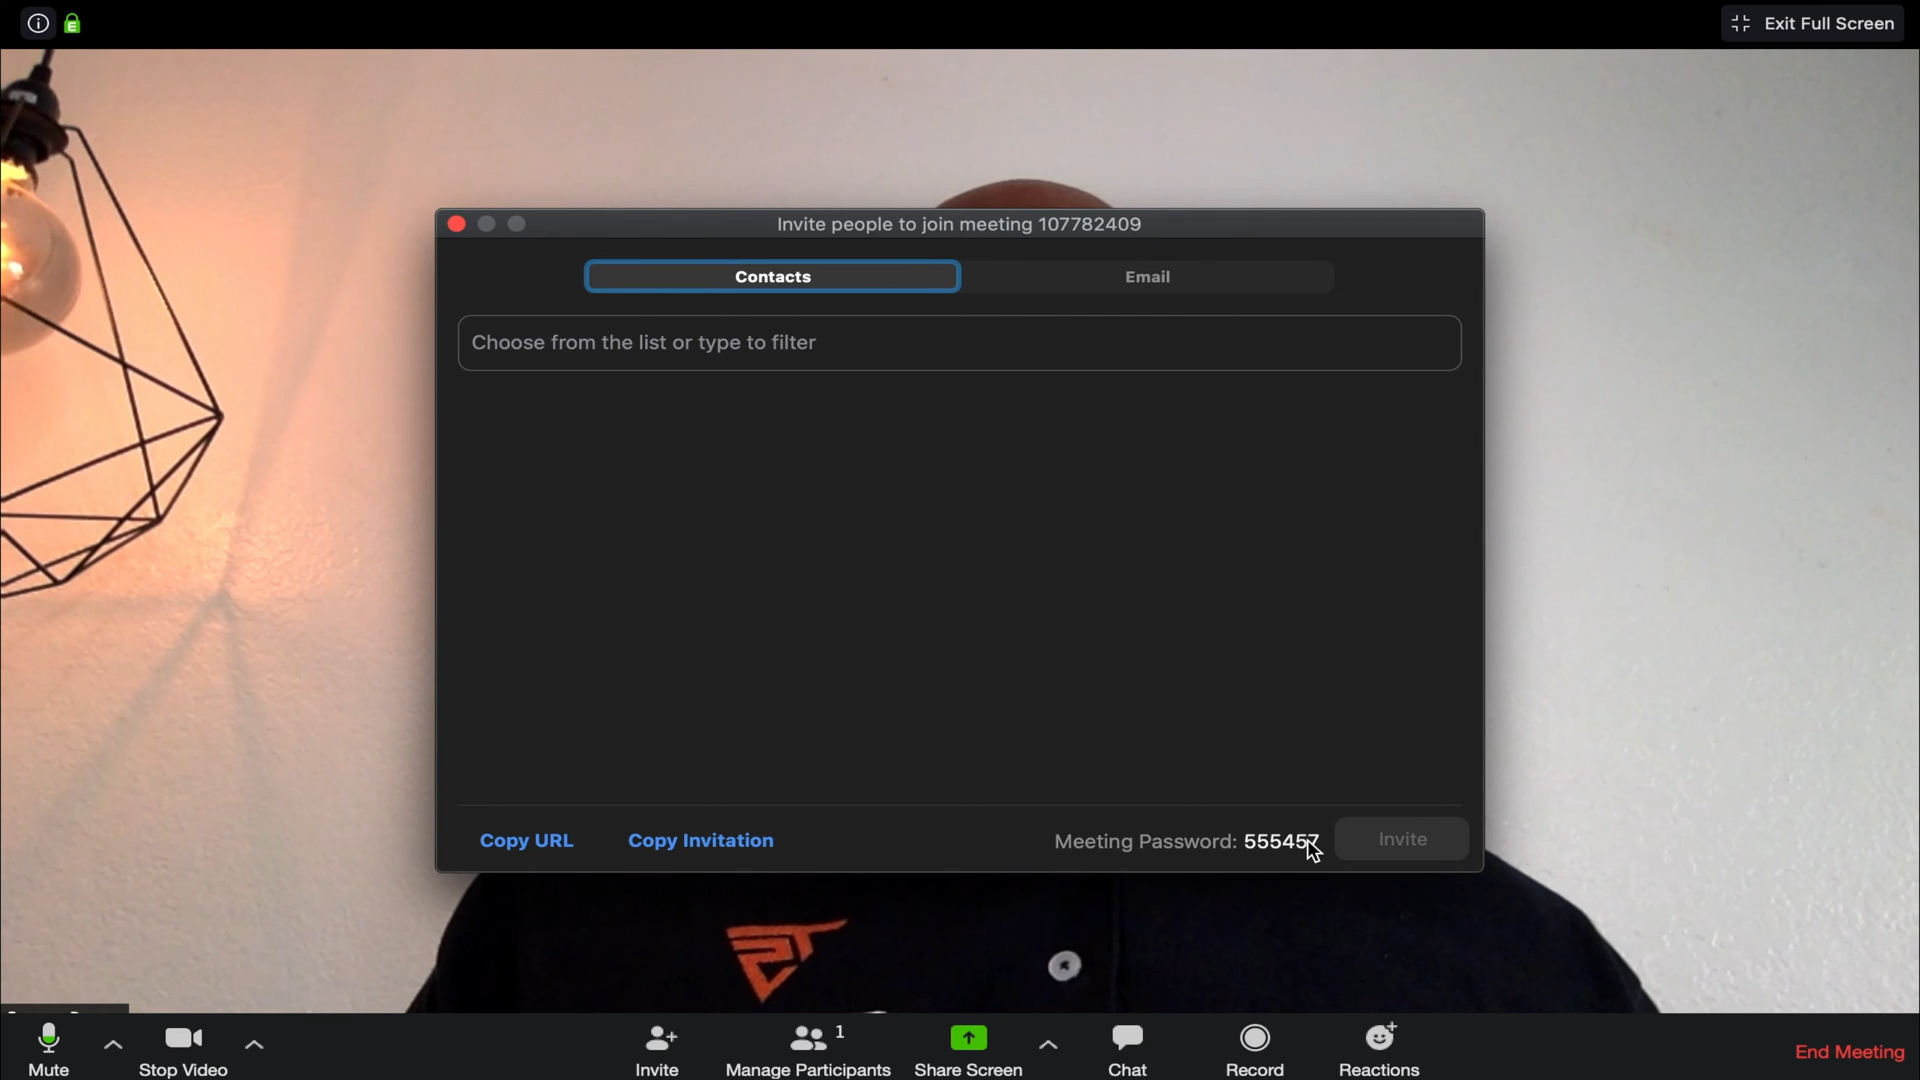 Exit Full Screen
Invite people to join meeting 107782409
Contacts
Email
Choose from the list or type to filter
Copy URL
Copy Invitation
Meeting Password: 555457
Invite
Mute
Stop Video
Invite
1
Manage Participants
Share Screen
Chat
Record
Reactions
End Meeting